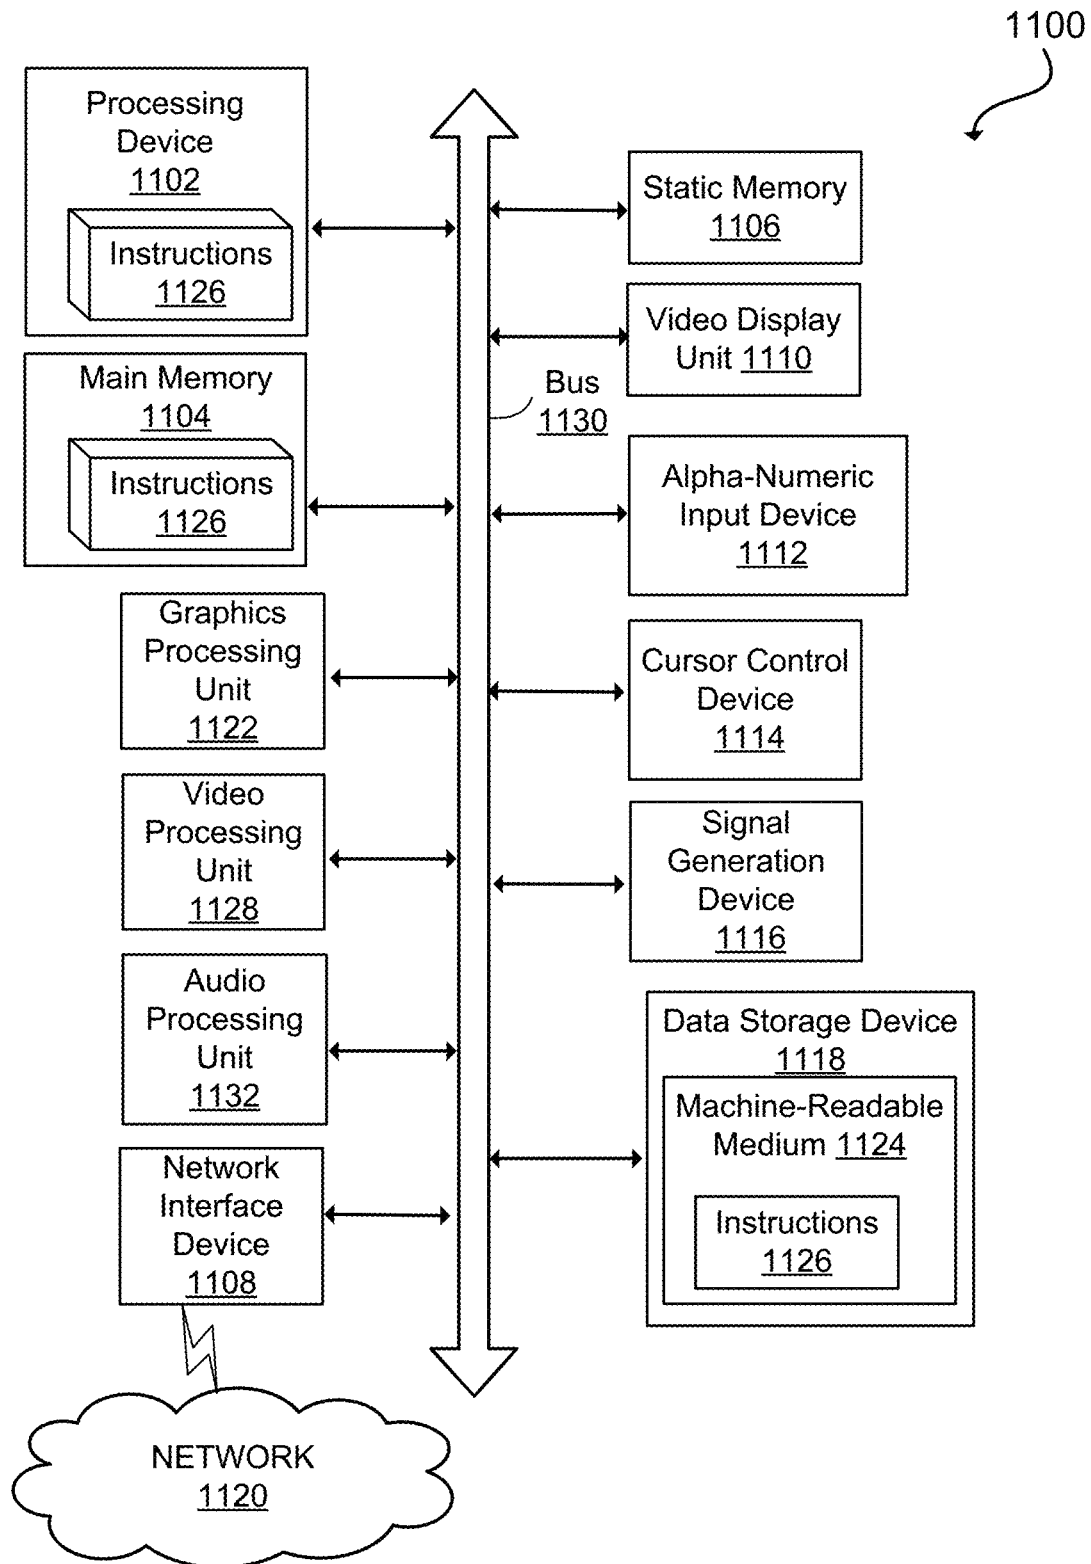 1100
Processing
Device
1102
Instructions
1126
Main Memory
1104
Instructions
1126
Graphics
Processing
Unit
1122
Video
Processing
Unit
1128
Audio
Processing
Unit
1132
Network
Interface
Device
1108
NETWORK
1120
Bus
1130
Static Memory
1106
Video Display
Unit 1110
Alpha-Numeric
Input Device
1112
Cursor Control
Device
1114
Signal
Generation
Device
1116
Data Storage Device
1118
Machine-Readable
Medium 1124
Instructions
1126